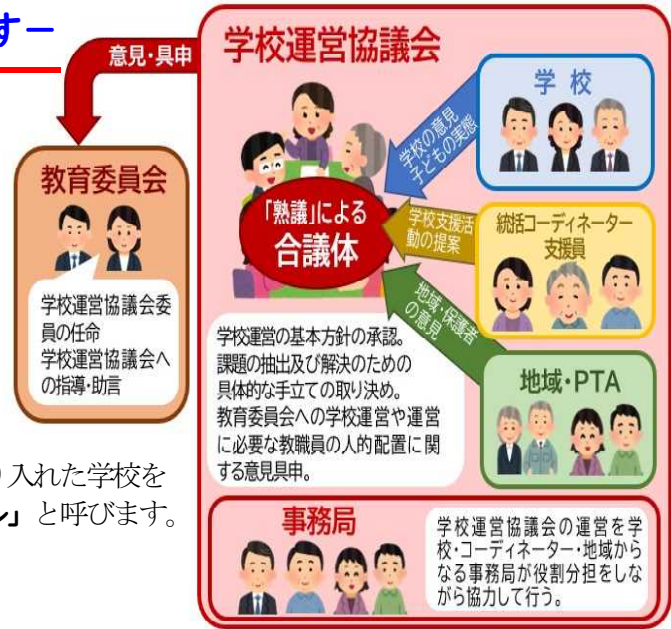 すー
意見・具申
学校運営協議会
学校
学校の意見
子どもの実態
教育委員会
「熟議」による
合議体
学校支援活
動の提案
統括コーディネーター
支援員
地域・保護者
の意見
学校運営協議会委
員の任命
学校運営協議会へ
の指導・助言
学校運営の基本方針の承認。
課題の抽出及び解決のための
具体的な手立ての取り決め。
教育委員会への学校運営や運営
に必要な教職員の人的配置に関
する意見具申。
地域・PTA
り入れた学校を
ル」と呼びます。
事務局
学校運営協議会の運営を学
校・コーディネーター・地域から
なる事務局が役割分担をしな
がら協力して行う。